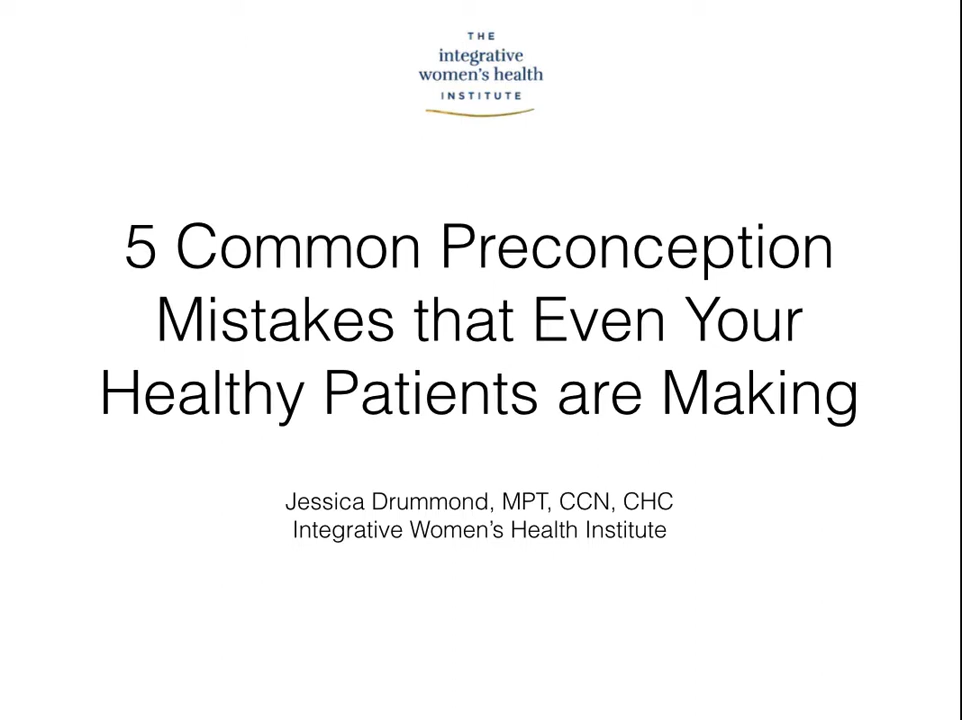 THE
integrative
women's health
INSTITUTE
5 Common Preconception
Mistakes that Even Your
Healthy Patients are Making
Jessica Drummond, MPT, CCN, CHC
Integrative Women's Health Institute